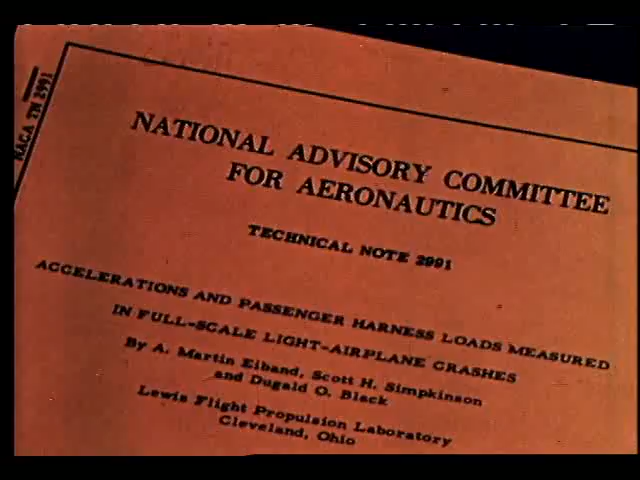 NACA TN 2991
NATIONAL ADVISORY COMMITTEE
FOR AERONAUTICS
TECHNICAL NOTE 2991
ACCELERATIONS AND PASSENGER HARNESS LOADS MEASURED
IN FULL-SCALE LIGHT-AIRPLANE CRASHES
By A. Martin Eiband, Scott H. Simpkinson
and Dugald O. Black
Lewis Flight Propulsion Laboratory
Cleveland, Ohio